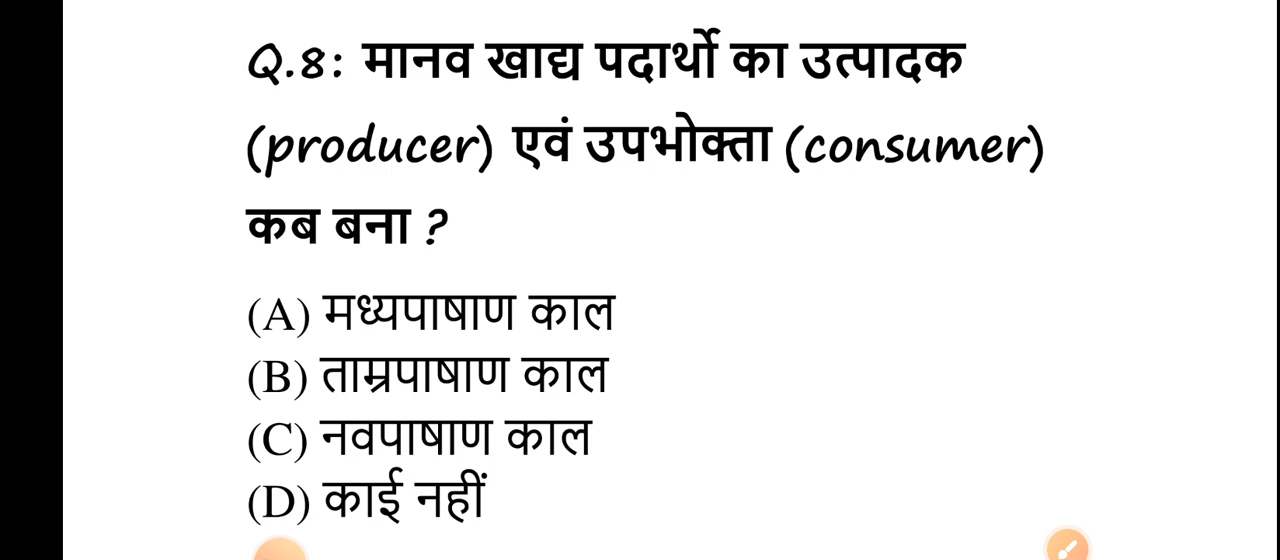 Q.8: मानव खाद्य पदार्थो का उत्पादक
(producer) एवं उपभोक्ता (consumer)
कब बना ?
(A) मध्यपाषाण काल
(B) ताम्रपाषाण काल
(C) नवपाषाण काल
(D) काई नहीं